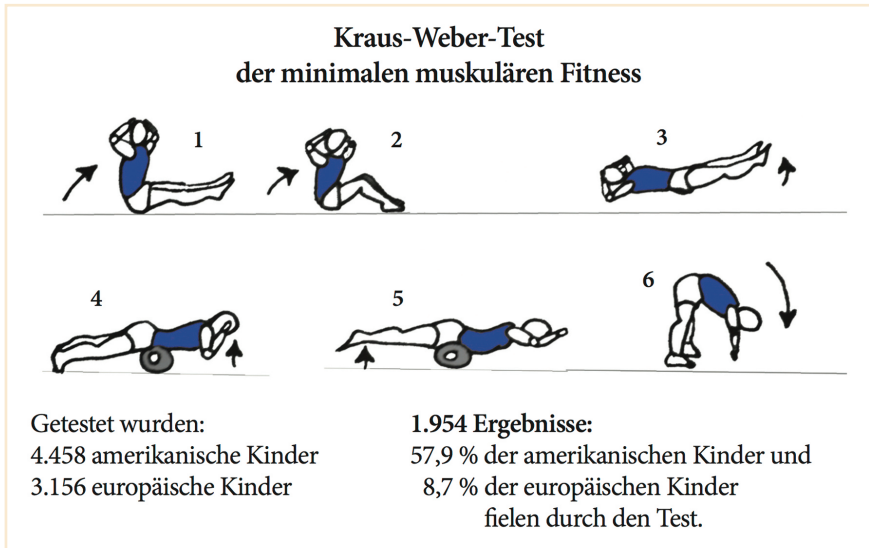 Kraus-Weber-Test
der minimalen muskulären Fitness
1
2
3
4
5
6
Getestet wurden:
4.458 amerikanische Kinder
3.156 europäische Kinder
1.954 Ergebnisse:
57,9 % der amerikanischen Kinder und
8,7 % der europäischen Kinder
fielen durch den Test.